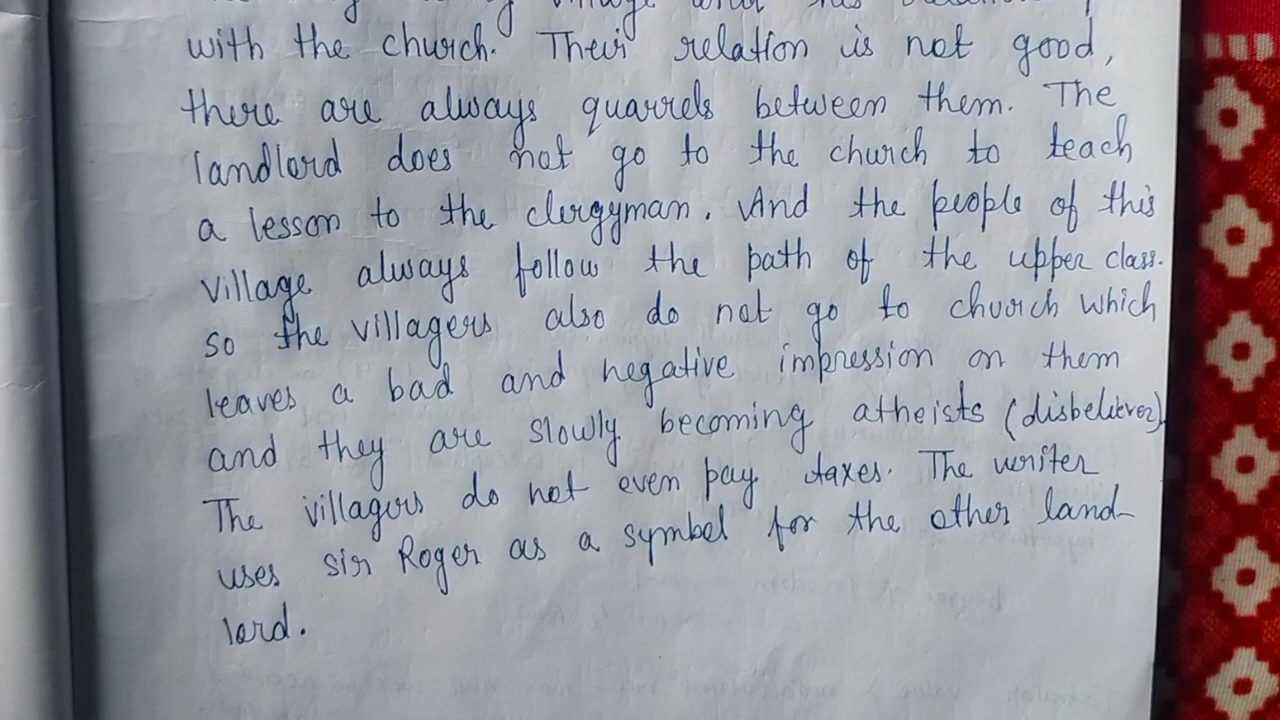 village and his
with the church. Their relation is not good,
there are always quarrels between them. The
landlord does not go to the church to teach
a lesson to the clergyman. And the people of this
village always follow the path of the upper class.
so the villagers also do not go to church which
leaves a bad and negative impression on them
and they are slowly becoming atheists (disbeliever).
The villagers do not even pay taxes. The writer
uses sir Roger as a symbol for the other land-
lord.